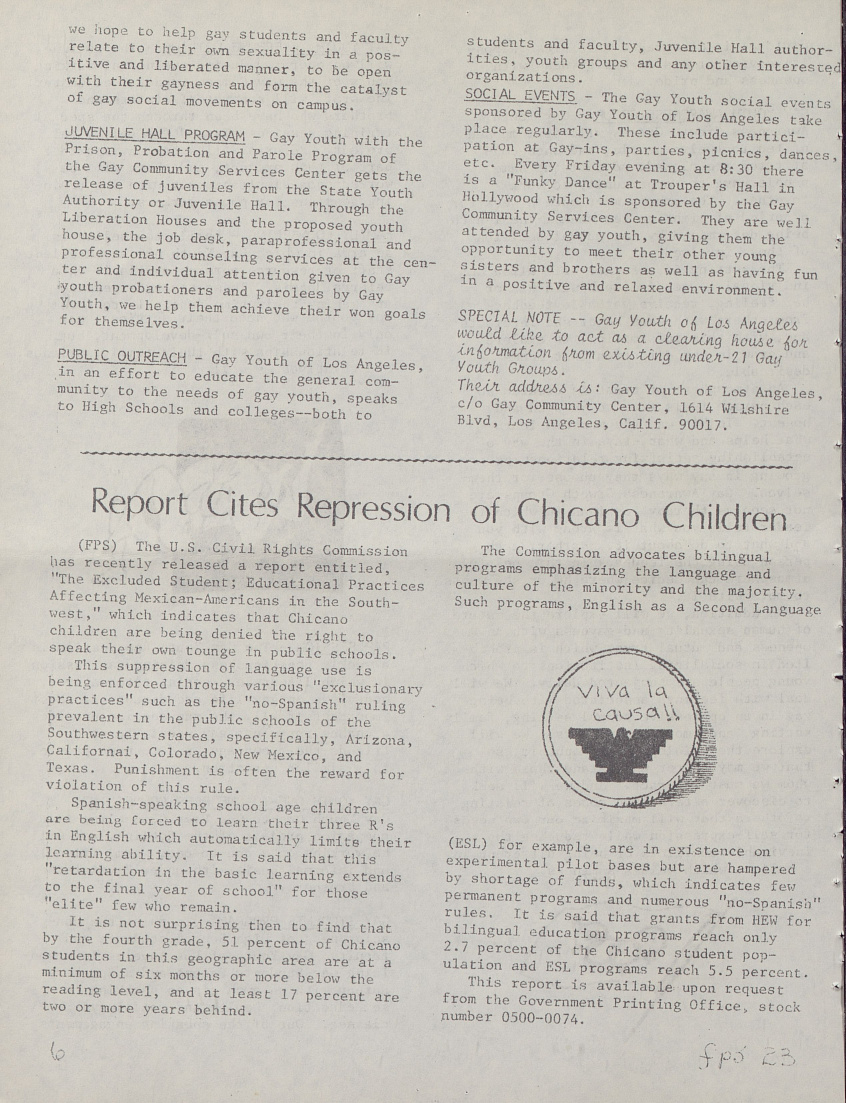 we hope to help gay students and faculty
relate to their own sexuality in a pos-
itive and liberated manner, to be open
with their gayness and form the catalyst
of gay social movements on campus.
JUVENILE HALL PROGRAM - Gay Youth with the
Prison, Probation and Parole Program of
the Gay Community Services Center gets the
release of juveniles from the State Youth
Authority or Juvenile Hall.  Through the
Liberation Houses and the proposed youth
house, the job desk, paraprofessional and
professional counseling services at the cen-
ter and individual attention given to Gay
youth probationers and parolees by Gay
Youth, we help them achieve their won goals
for themselves.
PUBLIC OUTREACH - Gay Youth of Los Angeles,
in an effort to educate the general com-
munity to the needs of gay youth, speaks
to High Schools and colleges--both to
students and faculty, Juvenile Hall author-
ities, youth groups and any other interested
organizations.
SOCIAL EVENTS - The Gay Youth social events
sponsored by Gay Youth of Los Angeles take
place regularly.  These include partici-
pation at Gay-ins, parties, picnics, dances,
etc.  Every Friday evening at 8:30 there
is a "Funky Dance" at Trouper's Hall in
Hollywood which is sponsored by the Gay
Community Services Center.  They are well
attended by gay youth, giving them the
opportunity to meet their other young
sisters and brothers as well as having fun
in a positive and relaxed environment.
SPECIAL NOTE -- Gay Youth of Los Angeles
would like to act as a clearing house for
information from existing under-21 Gay
Youth Groups.
Their address is: Gay Youth of Los Angeles,
c/o Gay Community Center, 1614 Wilshire
Blvd, Los Angeles, Calif. 90017.
Report Cites Repression of Chicano Children
(FPS)  The U.S. Civil Rights Commission
has recently released a report entitled,
"The Excluded Student; Educational Practices
Affecting Mexican-Americans in the South-
west," which indicates that Chicano
children are being denied the right to
speak their own tounge in public schools.
This suppression of language use is
being enforced through various "exclusionary
practices" such as the "no-Spanish" ruling
prevalent in the public schools of the
Southwestern states, specifically, Arizona,
Californai, Colorado, New Mexico, and
Texas.  Punishment is often the reward for
violation of this rule.
Spanish-speaking school age children
are being forced to learn their three R's
in English which automatically limits their
learning ability.  It is said that this
"retardation in the basic learning extends
to the final year of school" for those
"elite" few who remain.
It is not surprising then to find that
by the fourth grade, 51 percent of Chicano
students in this geographic area are at a
minimum of six months or more below the
reading level, and at least 17 percent are
two or more years behind.
The Commission advocates bilingual
programs emphasizing the language and
culture of the minority and the majority.
Such programs, English as a Second Language
viva la
causa!!
(ESL) for example, are in existence on
experimental pilot bases but are hampered
by shortage of funds, which indicates few
permanent programs and numerous "no-Spanish"
rules.  It is said that grants from HEW for
bilingual education programs reach only
2.7 percent of the Chicano student pop-
ulation and ESL programs reach 5.5 percent.
This report is available upon request
from the Government Printing Office, stock
number 0500-0074.
6
fps 23